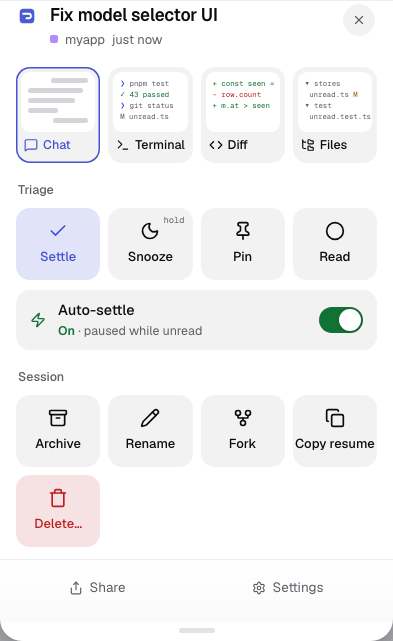 Fix model selector UI
myapp just now
❯ pnpm test
✓ 43 passed
❯ git status
M unread.ts
Chat
Terminal
+ const seen =
- row.count
+ m.at > seen
Diff
▾ stores
unread.ts M
▾ test
unread.test.ts
Files
Triage
Settle
hold
Snooze
Pin
Read
Auto-settle
On · paused while unread
Session
Archive
Rename
Fork
Copy resume
Delete…
Share
Settings